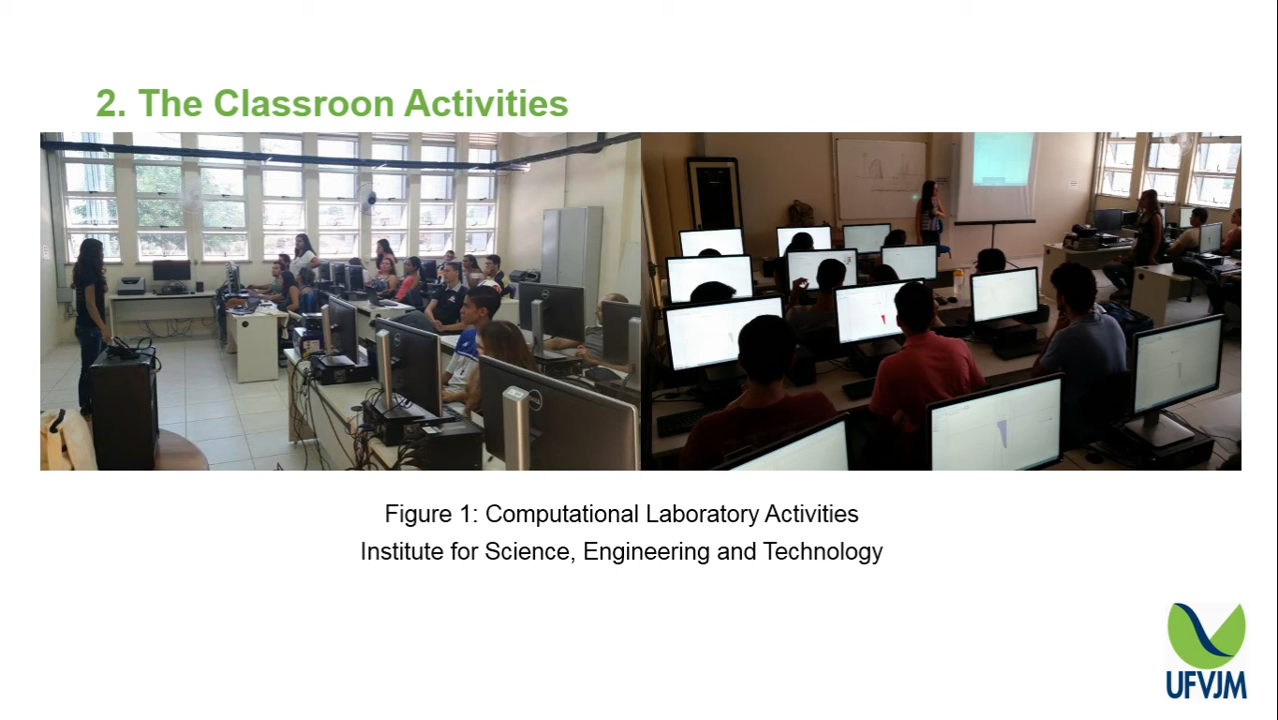 2. The Classroon Activities
Figure 1: Computational Laboratory Activities
Institute for Science, Engineering and Technology
UFVJM